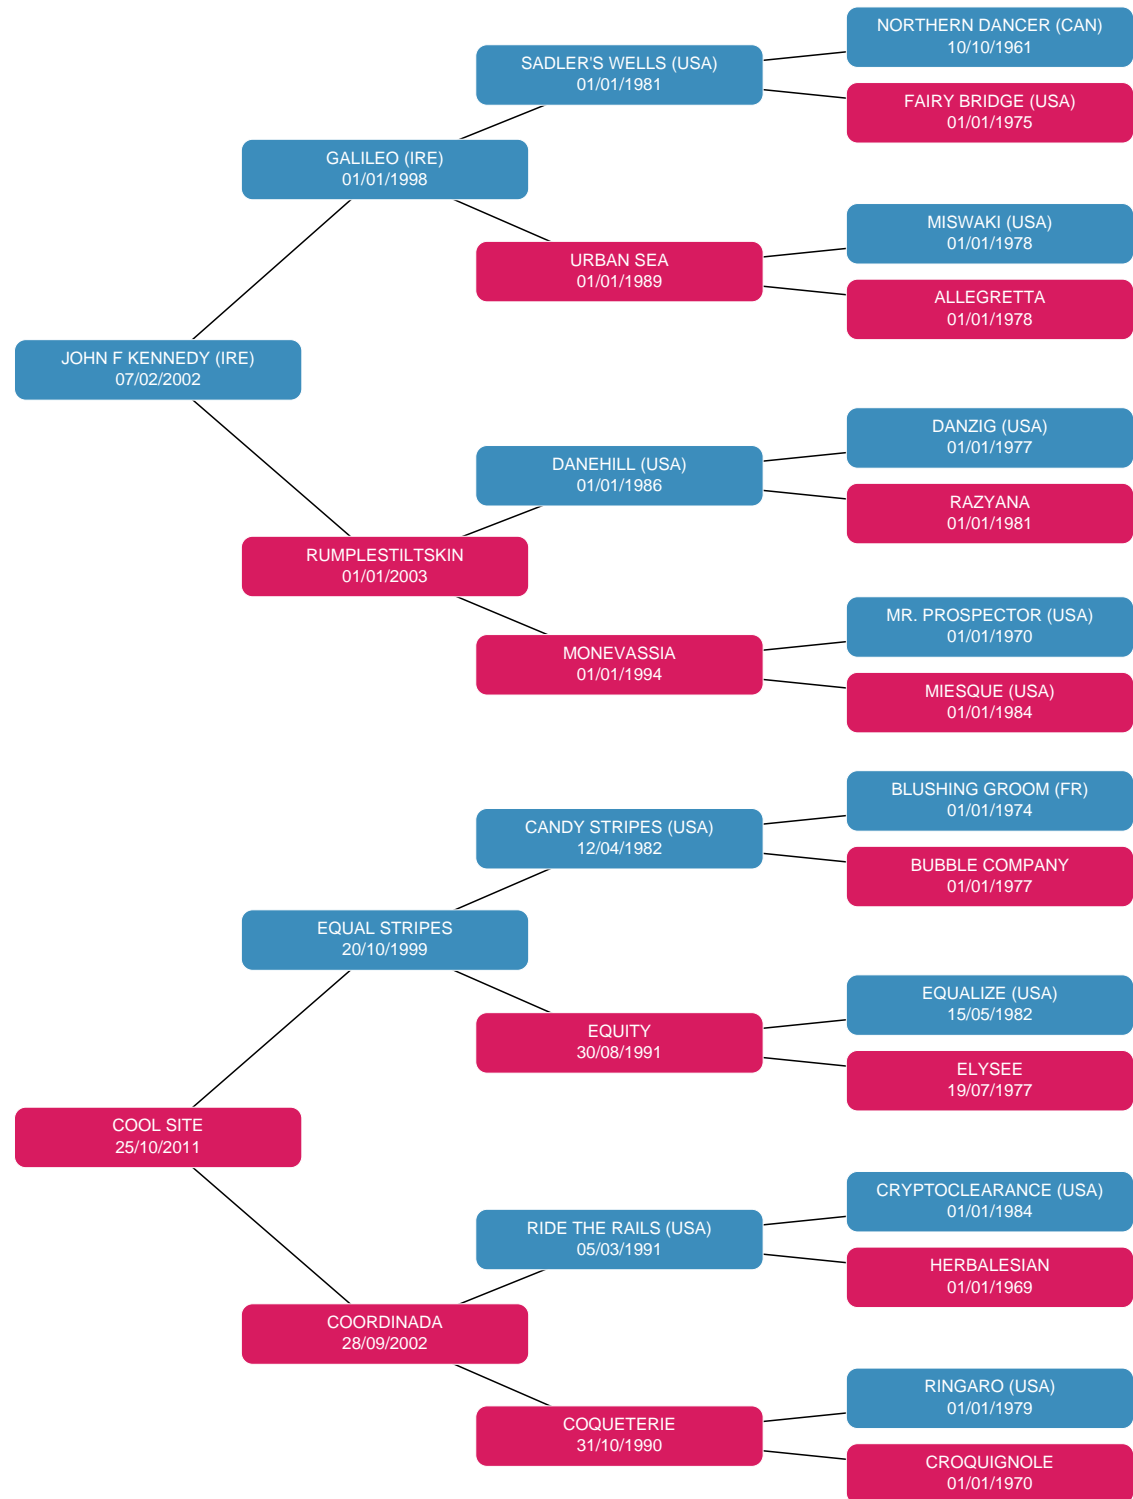 NORTHERN DANCER (CAN)
10/10/1961
SADLER'S WELLS (USA)
01/01/1981
FAIRY BRIDGE (USA)
01/01/1975
GALILEO (IRE)
01/01/1998
MISWAKI (USA)
01/01/1978
URBAN SEA
01/01/1989
ALLEGRETTA
01/01/1978
JOHN F KENNEDY (IRE)
07/02/2002
DANZIG (USA)
01/01/1977
DANEHILL (USA)
01/01/1986
RAZYANA
01/01/1981
RUMPLESTILTSKIN
01/01/2003
MR. PROSPECTOR (USA)
01/01/1970
MONEVASSIA
01/01/1994
MIESQUE (USA)
01/01/1984
BLUSHING GROOM (FR)
01/01/1974
CANDY STRIPES (USA)
12/04/1982
BUBBLE COMPANY
01/01/1977
EQUAL STRIPES
20/10/1999
EQUALIZE (USA)
15/05/1982
EQUITY
30/08/1991
ELYSEE
19/07/1977
COOL SITE
25/10/2011
CRYPTOCLEARANCE (USA)
01/01/1984
RIDE THE RAILS (USA)
05/03/1991
HERBALESIAN
01/01/1969
COORDINADA
28/09/2002
RINGARO (USA)
01/01/1979
COQUETERIE
31/10/1990
CROQUIGNOLE
01/01/1970